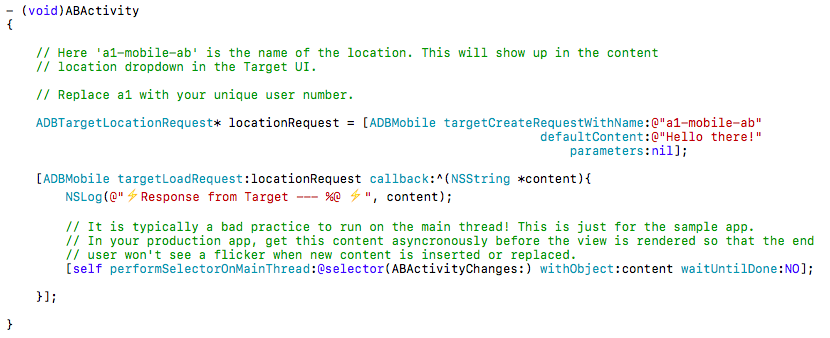 - (void)ABActivity
{
// Here 'a1-mobile-ab' is the name of the location. This will show up in the content
// location dropdown in the Target UI.
// Replace a1 with your unique user number.
ADBTargetLocationRequest* locationRequest = [ADBMobile targetCreateRequestWithName:@"a1-mobile-ab"
defaultContent:@"Hello there!"
parameters:nil];
[ADBMobile targetLoadRequest:locationRequest callback:^(NSString *content){
NSLog(@"⚡Response from Target --- %@ ⚡", content);
// It is typically a bad practice to run on the main thread! This is just for the sample app.
// In your production app, get this content asyncronously before the view is rendered so that the end
// user won't see a flicker when new content is inserted or replaced.
[self performSelectorOnMainThread:@selector(ABActivityChanges:) withObject:content waitUntilDone:NO];
}];
}